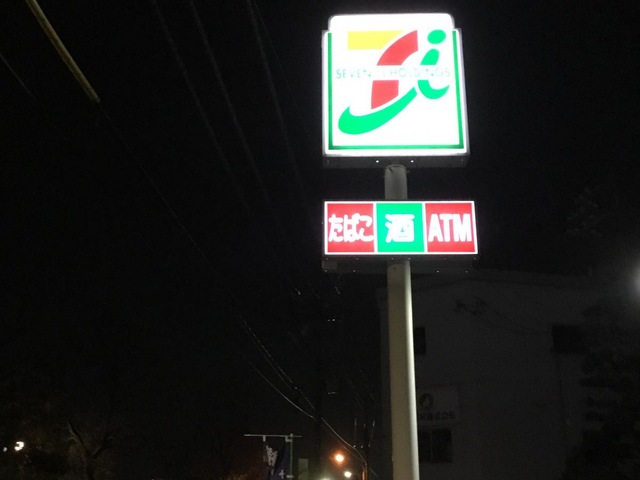 SEVEN & i HOLDINGS
たばこ 酒 ATM